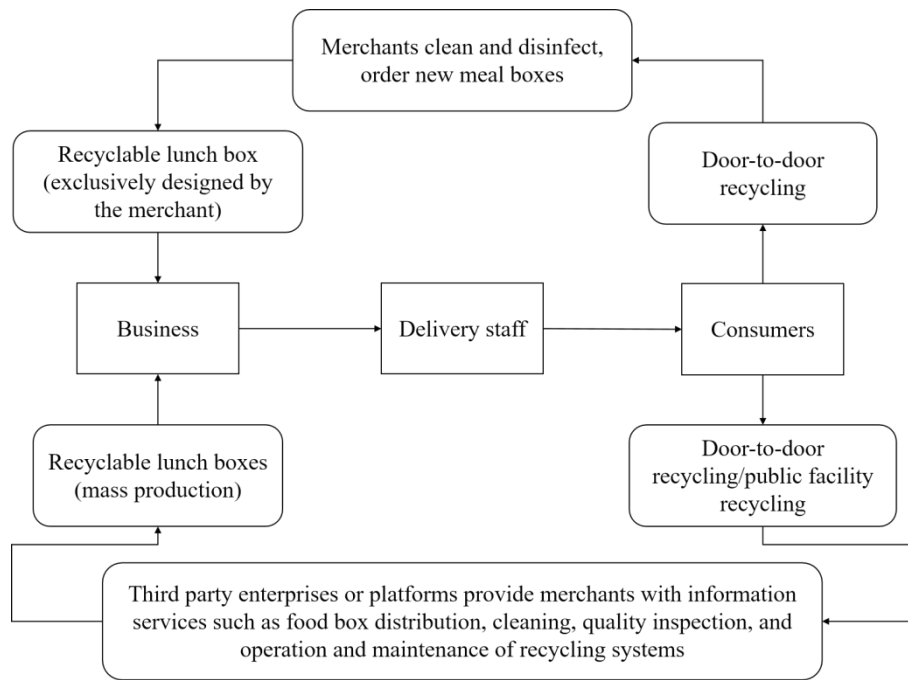 Merchants clean and disinfect,
order new meal boxes
Recyclable lunch box
(exclusively designed by
the merchant)
Door-to-door
recycling
Business
Delivery staff
Consumers
Recyclable lunch boxes
(mass production)
Door-to-door
recycling/public facility
recycling
Third party enterprises or platforms provide merchants with information
services such as food box distribution, cleaning, quality inspection, and
operation and maintenance of recycling systems